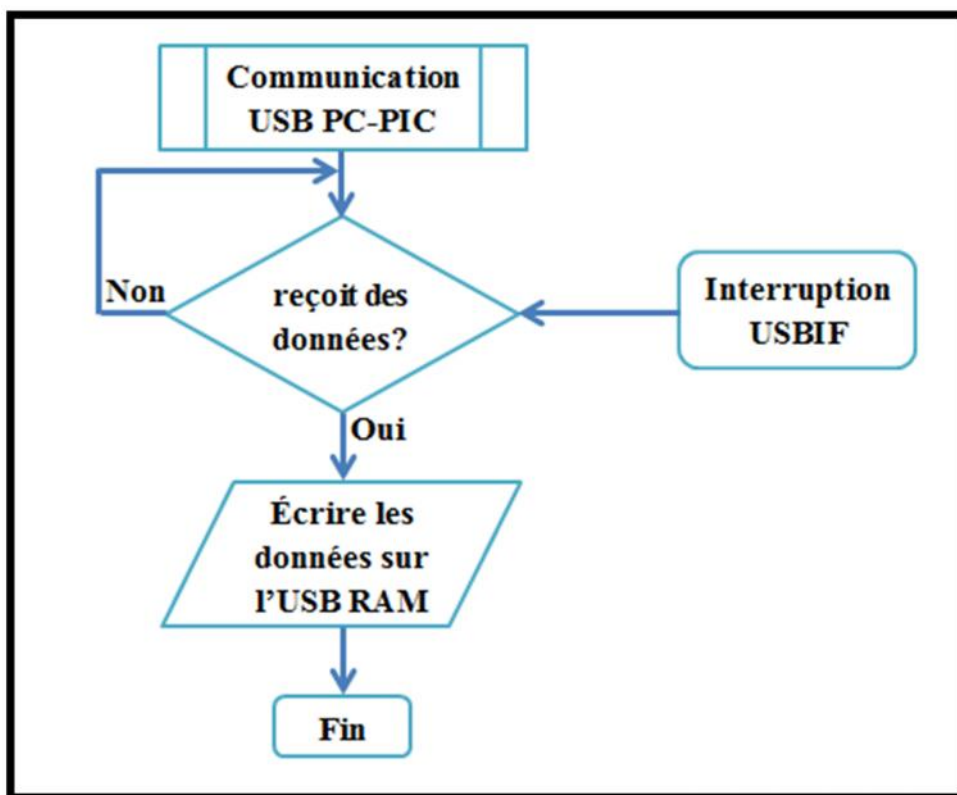 Communication
USB PC-PIC
Non
reçoit des
données?
Interruption
USBIF
Oui
Écrire les
données sur
l'USB RAM
Fin